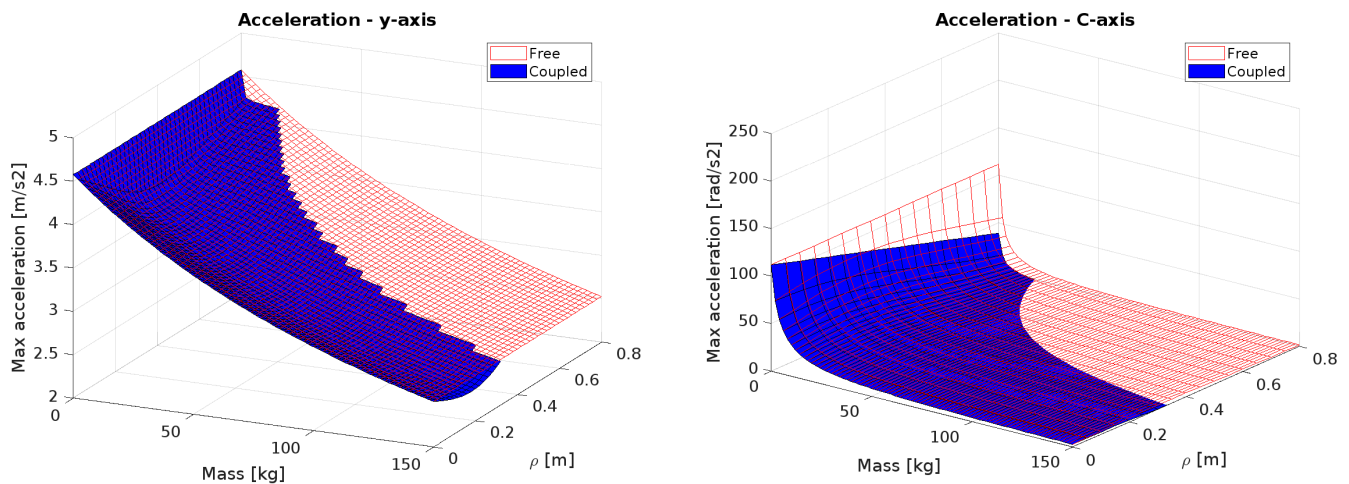 Acceleration - y-axis
Free
Coupled
Max acceleration [m/s2]
5
4.5
4
3.5
3
2.5
2
0
50
100
150
Mass [kg]
0
0.2
0.4
0.6
0.8
ρ [m]
Acceleration - C-axis
Free
Coupled
Max acceleration [rad/s2]
250
200
150
100
50
0
0
50
100
150
Mass [kg]
0
0.2
0.4
0.6
0.8
ρ [m]